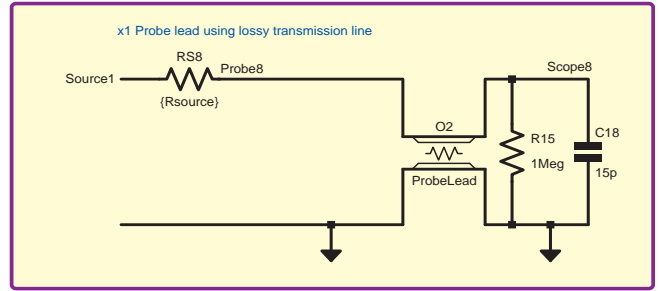 x1 Probe lead using lossy transmission line
RS8
Source1
Probe8
{Rsource}
Scope8
O2
R15
C18
1Meg
15p
ProbeLead